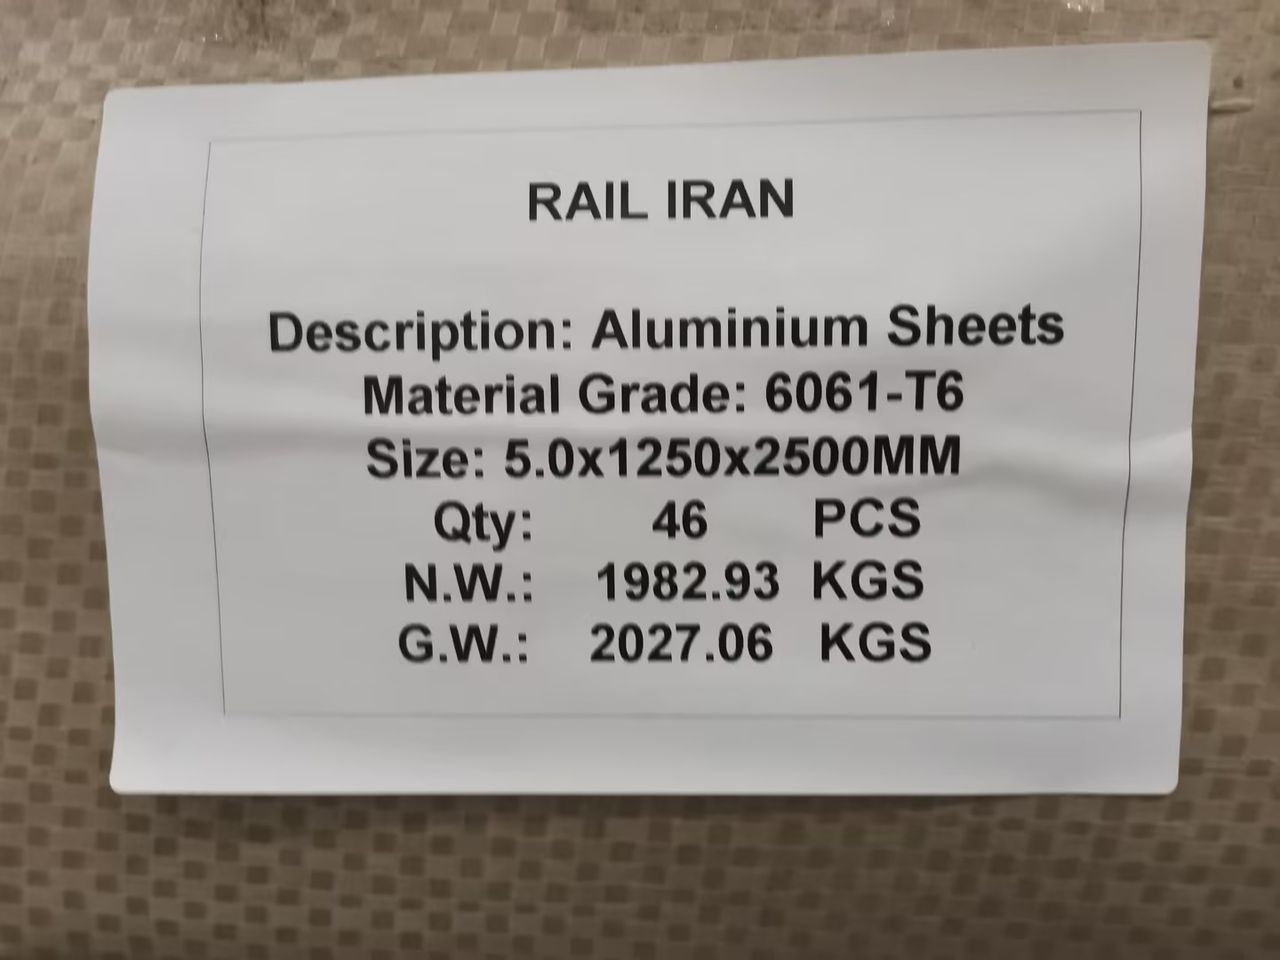 RAIL IRAN
Description: Aluminium Sheets
Material Grade: 6061-T6
Size: 5.0x1250x2500MM
Qty: 46 PCS
N.W.: 1982.93 KGS
G.W.: 2027.06 KGS